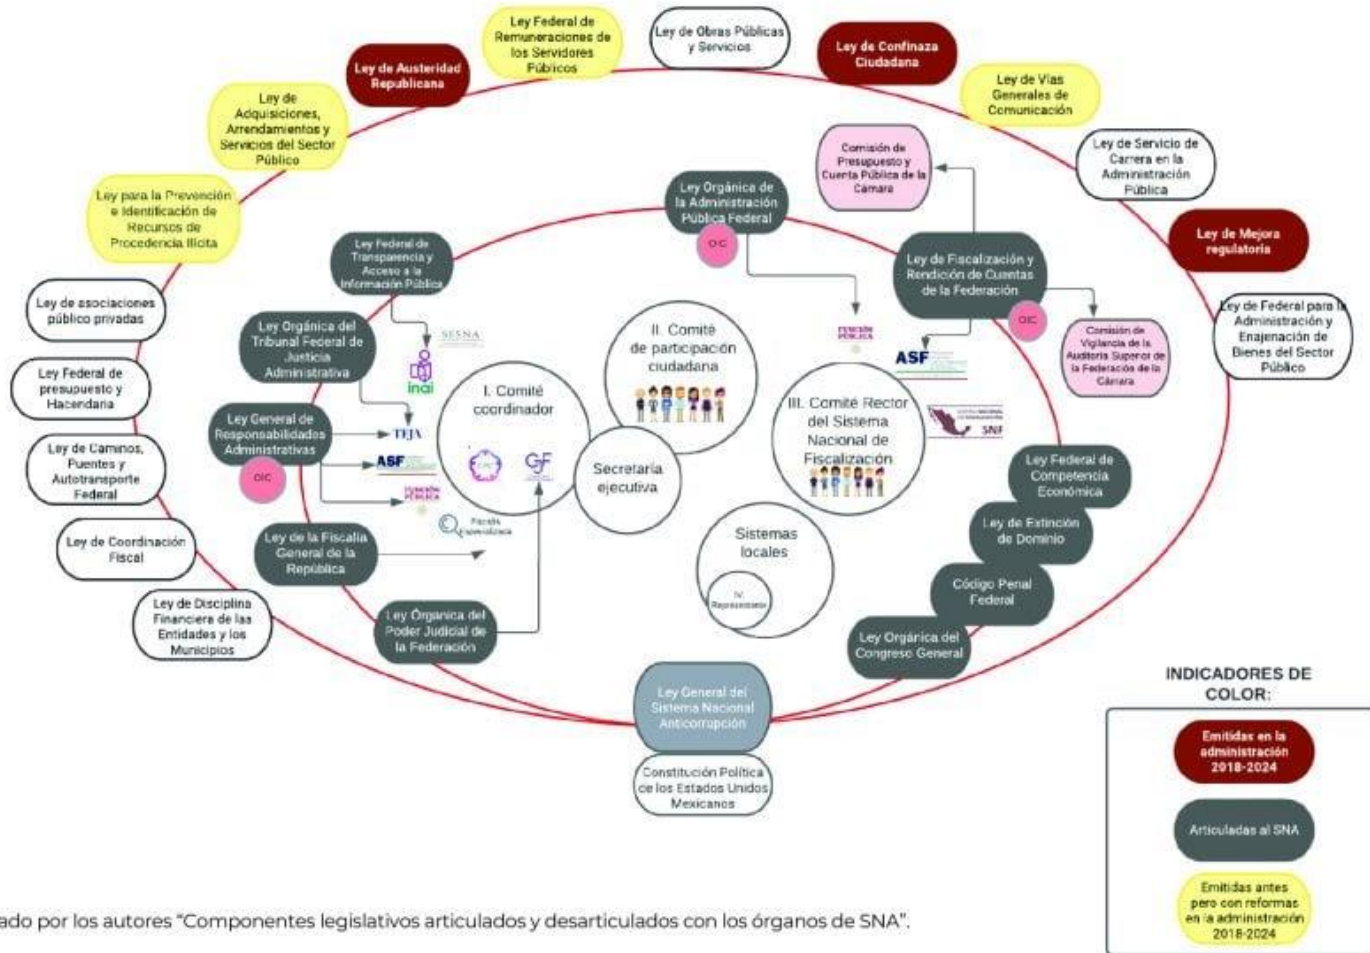 Ley Federal de
Remuneraciones de
los Servidores
Públicos
Ley de Obras Públicas
y Servicios
Ley de Confinaza
Ciudadana
Ley de Austeridad
Republicana
Ley de Vías
Generales de
Comunicación
Ley de
Adquisiciones,
Arrendamientos y
Servicios del Sector
Público
Comisión de
Presupuesto y
Cuenta Pública de la
Cámara
Ley de Servicio de
Carrera en la
Administración
Pública
Ley para la Prevención
e Identificación de
Recursos de
Procedencia Ilícita
Ley Orgánica de
la Administración
Pública Federal
OIC
Ley de Mejora
regulatoria
Ley Federal de
Transparencia y
Acceso a la
Información Pública
Ley de Fiscalización y
Rendición de Cuentas
de la Federación
OIC
Ley de asociaciones
público privadas
Ley de Federal para la
Administración y
Enajenación de
Bienes del Sector
Público
Ley Orgánica del
Tribunal Federal de
Justicia
Administrativa
SESNA
inai
II. Comité
de participación
ciudadana
FUNCIÓN
PÚBLICA
ASF
Comisión de
Vigilancia de la
Auditoría Superior de
la Federación de la
Cámara
Ley Federal de
presupuesto y
Hacendaria
I. Comité
coordinador
CPC
CJF
III. Comité Rector
del Sistema
Nacional de
Fiscalización
SNF
Ley General de
Responsabilidades
Administrativas
OIC
TEJA
ASF
FUNCIÓN
PÚBLICA
Secretaría
ejecutiva
Ley de Caminos,
Puentes y
Autotransporte
Federal
Ley Federal de
Competencia
Económica
Fiscalía
Especializada
Ley de Extinción
de Dominio
Ley de Coordinación
Fiscal
Ley de la Fiscalía
General de la
República
Sistemas
locales
IV.
Representante
Código Penal
Federal
Ley de Disciplina
Financiera de las
Entidades y los
Municipios
Ley Órganica del
Poder Judicial de
la Federación
Ley Orgánica del
Congreso General
Ley General del
Sistema Nacional
Anticorrupción
Constitución Política
de los Estados Unidos
Mexicanos
INDICADORES DE
COLOR:
Emitidas en la
administración
2018-2024
Articuladas al SNA
Emitidas antes
pero con reformas
en la administración
2018-2024
ado por los autores "Componentes legislativos articulados y desarticulados con los órganos de SNA".